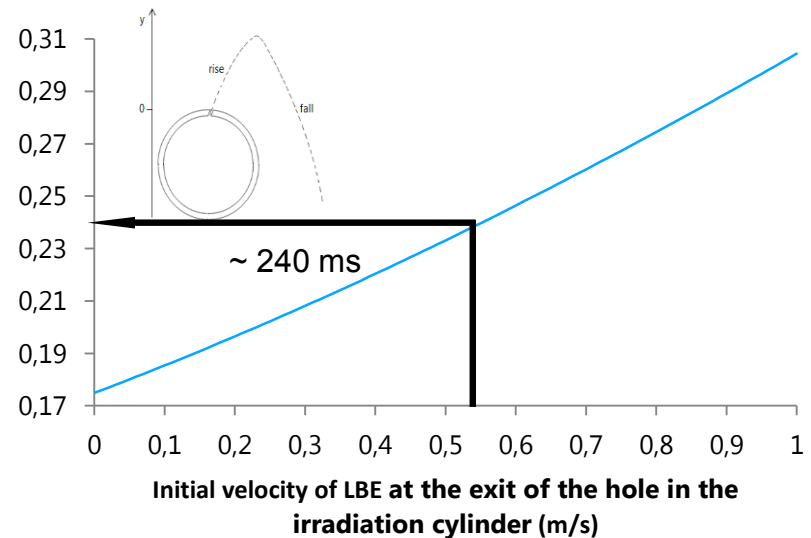 0,31
0,29
0,27
0,25
0,23
0,21
0,19
0,17
y
0
rise
fall
~ 240 ms
0 0,1 0,2 0,3 0,4 0,5 0,6 0,7 0,8 0,9 1
Initial velocity of LBE at the exit of the hole in the
irradiation cylinder (m/s)